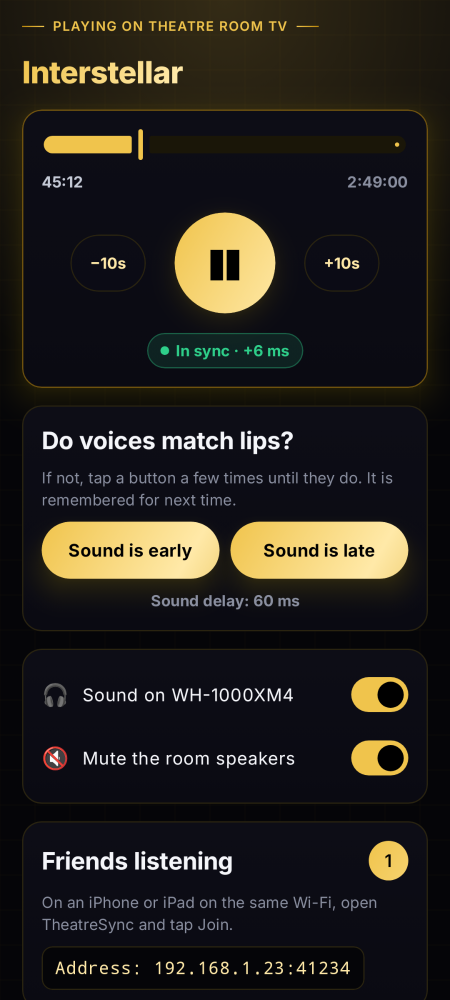 PLAYING ON THEATRE ROOM TV
Interstellar
45:12
2:49:00
−10s
+10s
In sync · +6 ms
Do voices match lips?
If not, tap a button a few times until they do. It is
remembered for next time.
Sound is early
Sound is late
Sound delay: 60 ms
Sound on WH-1000XM4
Mute the room speakers
Friends listening
1
On an iPhone or iPad on the same Wi-Fi, open
TheatreSync and tap Join.
Address: 192.168.1.23:41234